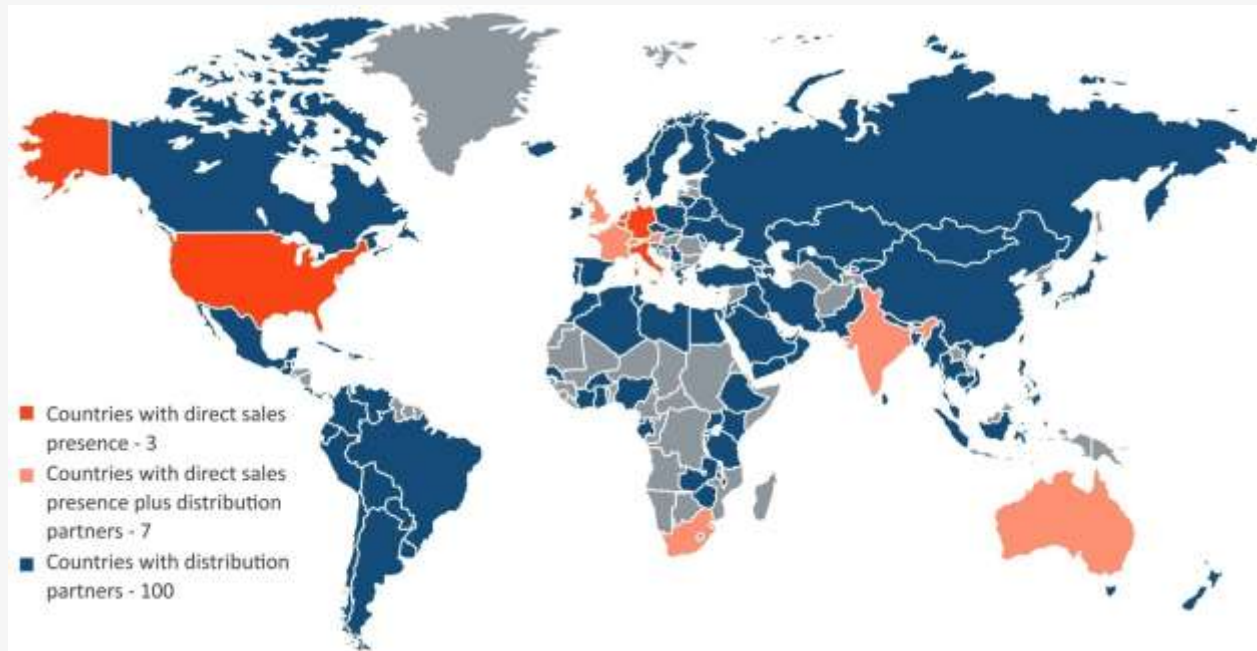 Countries with direct sales
presence - 3
Countries with direct sales
presence plus distribution
partners - 7
Countries with distribution
partners - 100